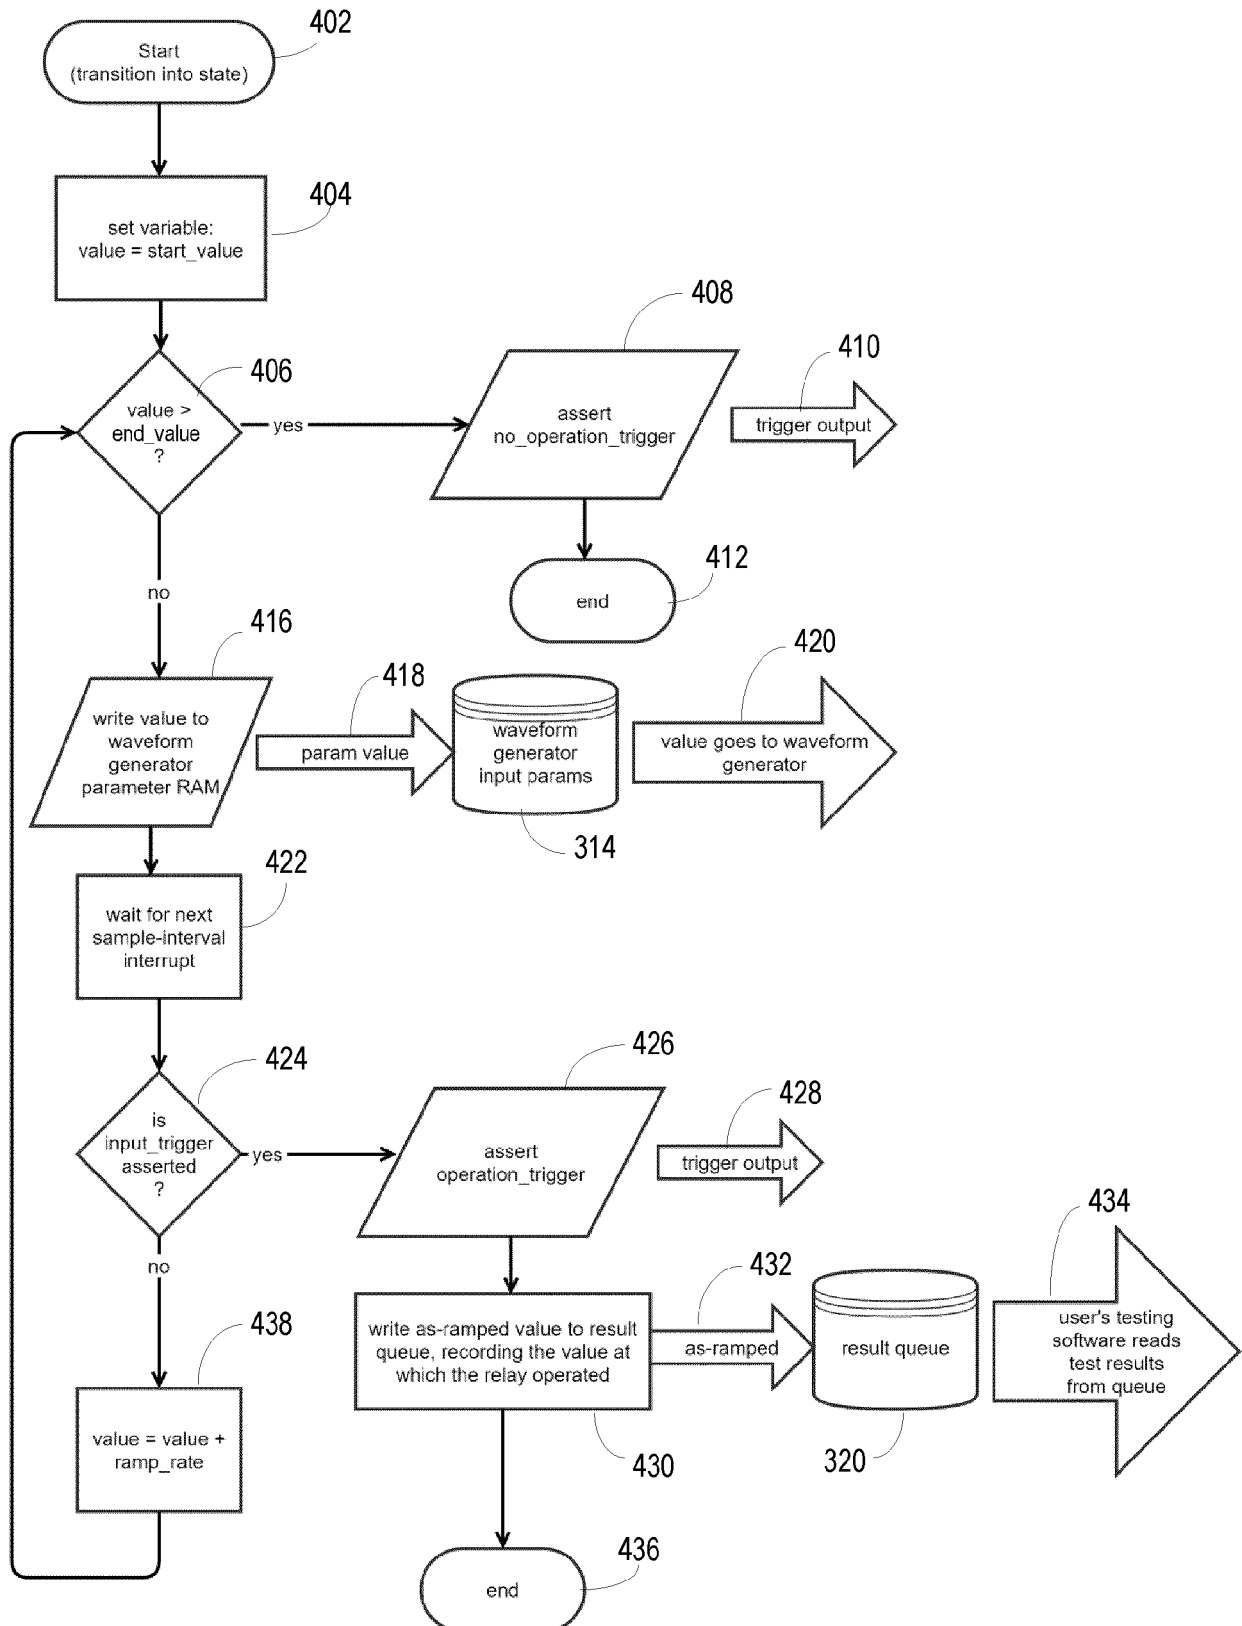 402
Start
(transition into state)
404
set variable:
value = start_value
408
410
406
value >
end_value
?
yes
assert
no_operation_trigger
trigger output
412
end
no
416
418
420
write value to
waveform
generator
parameter RAM
param value
waveform
generator
input params
value goes to waveform
generator
314
422
wait for next
sample-interval
interrupt
424
426
428
is
input_trigger
asserted
?
yes
assert
operation_trigger
trigger output
434
no
432
438
write as-ramped value to result
queue, recording the value at
which the relay operated
as-ramped
result queue
user's testing
software reads
test results
from queue
value = value +
ramp_rate
430
320
436
end